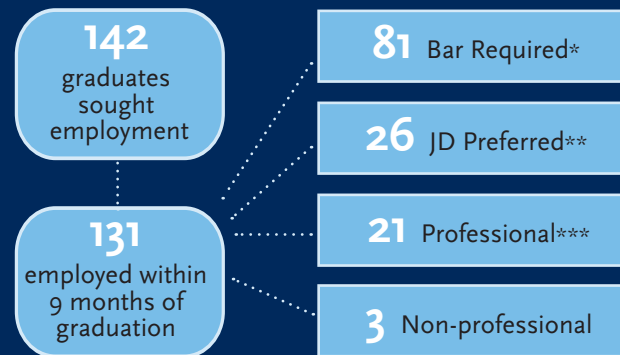 142
graduates
sought
employment
131
employed within
9 months of
graduation
81 Bar Required*
26 JD Preferred**
21 Professional***
3 Non-professional